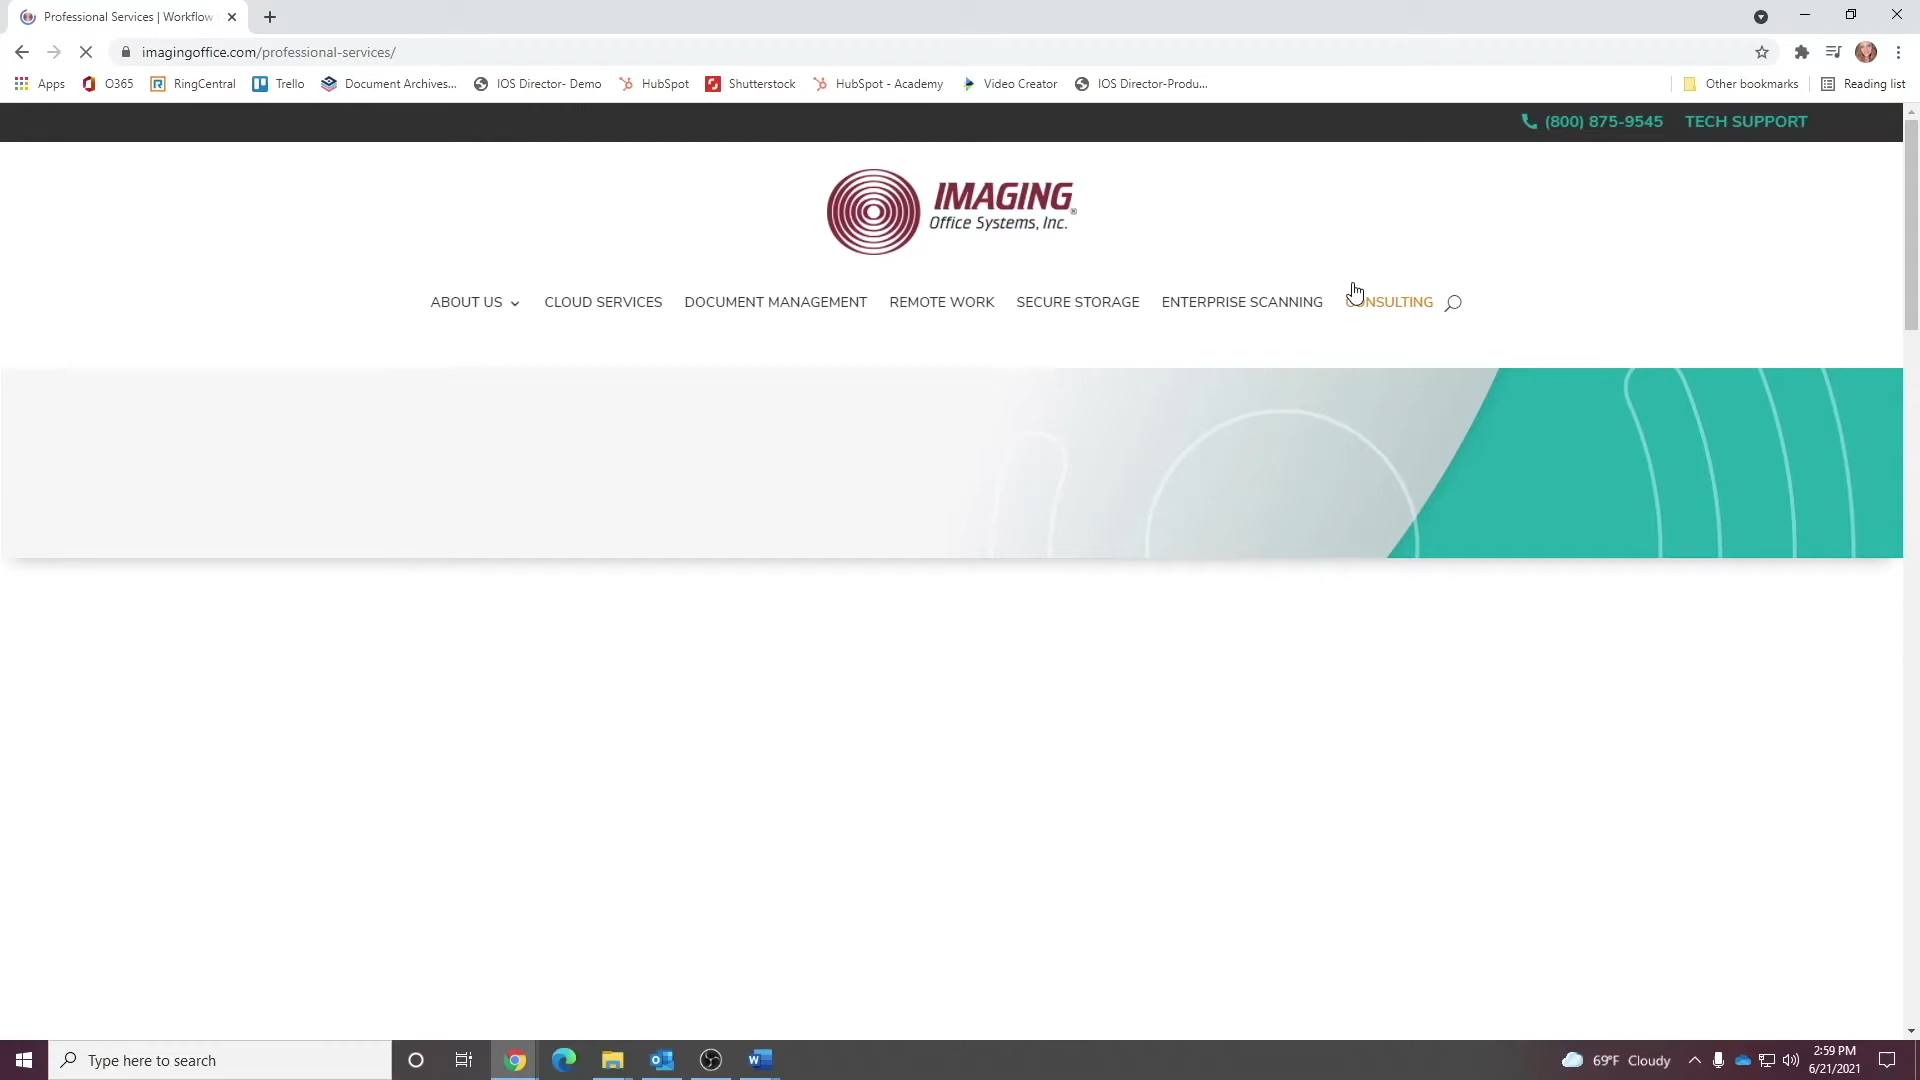 Professional Services | Workflow
imagingoffice.com/professional-services/
Apps O365 RingCentral Trello Document Archives... IOS Director- Demo HubSpot Shutterstock HubSpot - Academy Video Creator IOS Director-Produ... Other bookmarks Reading list
(800) 875-9545 TECH SUPPORT
IMAGING®
Office Systems, Inc.
ABOUT US CLOUD SERVICES DOCUMENT MANAGEMENT REMOTE WORK SECURE STORAGE ENTERPRISE SCANNING CONSULTING
Type here to search
69°F Cloudy
2:59 PM
6/21/2021